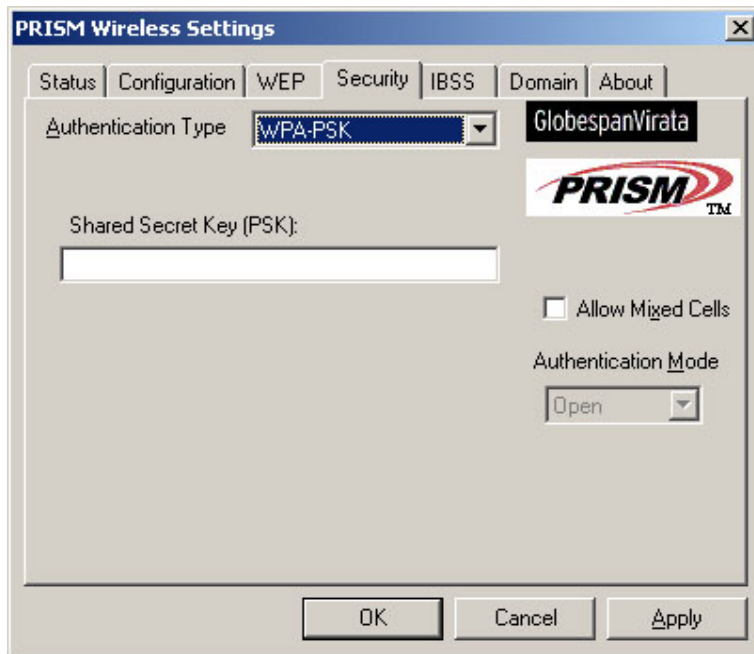 PRISM Wireless Settings
Status Configuration WEP Security IBSS Domain About
Authentication Type WPA-PSK GlobespanVirata
PRISM TM
Shared Secret Key (PSK):
Allow Mixed Cells
Authentication Mode
Open
OK Cancel Apply